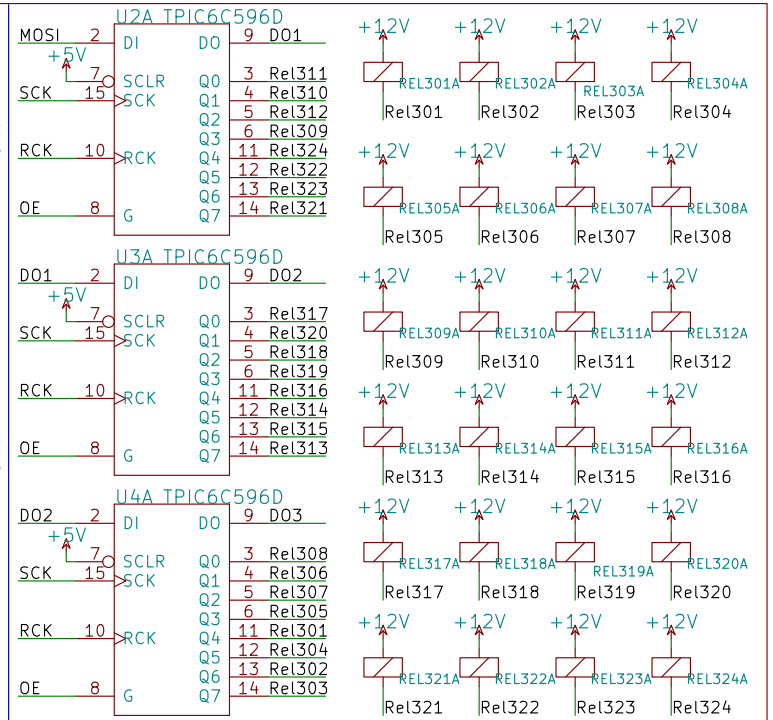 U2A TPIC6C596D
MOSI 2 DI DO 9 DO1
+5V
7 SCLR Q0 3 Rel311
SCK 15 SCK Q1 4 Rel310
Q2 5 Rel312
Q3 6 Rel309
RCK 10 RCK Q4 11 Rel324
Q5 12 Rel322
Q6 13 Rel323
OE 8 G Q7 14 Rel321
U3A TPIC6C596D
DO1 2 DI DO 9 DO2
+5V
7 SCLR Q0 3 Rel317
SCK 15 SCK Q1 4 Rel320
Q2 5 Rel318
Q3 6 Rel319
RCK 10 RCK Q4 11 Rel316
Q5 12 Rel314
Q6 13 Rel315
OE 8 G Q7 14 Rel313
U4A TPIC6C596D
DO2 2 DI DO 9 DO3
+5V
7 SCLR Q0 3 Rel308
SCK 15 SCK Q1 4 Rel306
Q2 5 Rel307
Q3 6 Rel305
RCK 10 RCK Q4 11 Rel301
Q5 12 Rel304
Q6 13 Rel302
OE 8 G Q7 14 Rel303
+12V +12V +12V +12V
REL301A REL302A REL303A REL304A
Rel301 Rel302 Rel303 Rel304
+12V +12V +12V +12V
REL305A REL306A REL307A REL308A
Rel305 Rel306 Rel307 Rel308
+12V +12V +12V +12V
REL309A REL310A REL311A REL312A
Rel309 Rel310 Rel311 Rel312
+12V +12V +12V +12V
REL313A REL314A REL315A REL316A
Rel313 Rel314 Rel315 Rel316
+12V +12V +12V +12V
REL317A REL318A REL319A REL320A
Rel317 Rel318 Rel319 Rel320
+12V +12V +12V +12V
REL321A REL322A REL323A REL324A
Rel321 Rel322 Rel323 Rel324